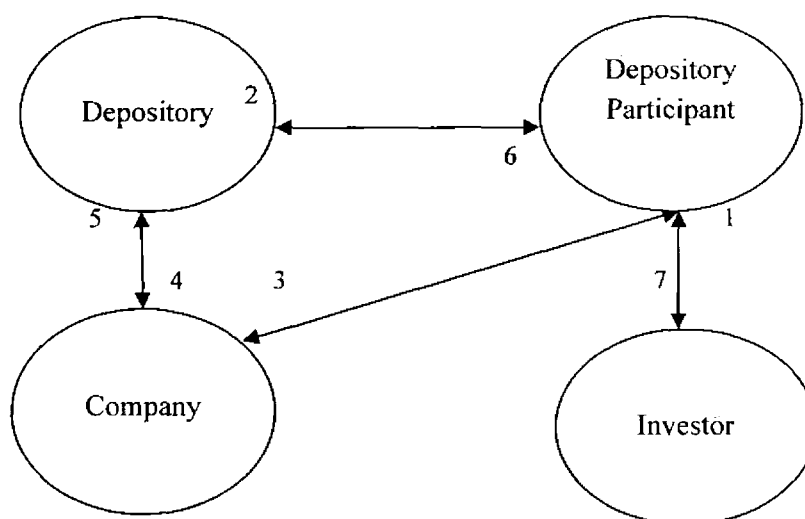 Depository
Participant
Depository
2
6
5
1
4
3
7
Company
Investor